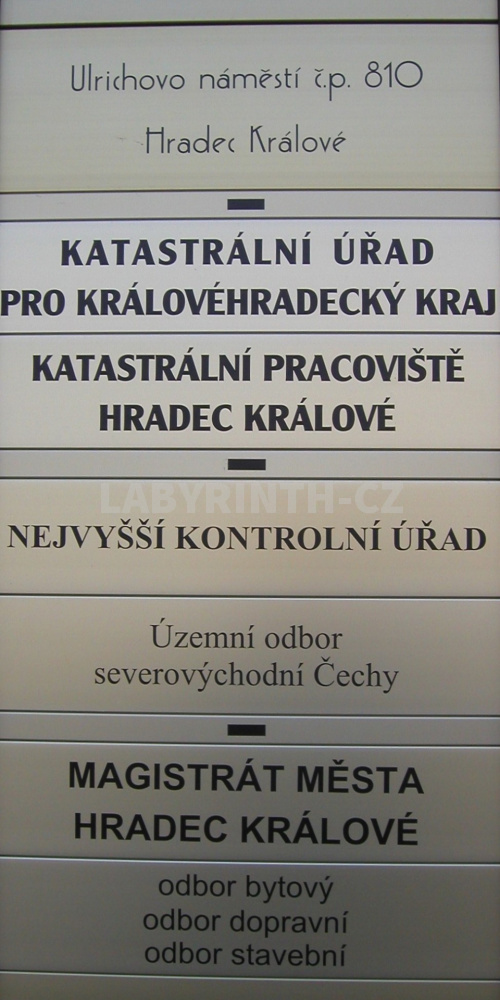 Ulrichovo náměstí č.p. 810
Hradec Králové
KATASTRÁLNÍ ÚŘAD
PRO KRÁLOVÉHRADECKÝ KRAJ
KATASTRÁLNÍ PRACOVIŠTĚ
HRADEC KRÁLOVÉ
LABYRINTH-CZ
NEJVYŠŠÍ KONTROLNÍ ÚŘAD
Územní odbor
severovýchodní Čechy
MAGISTRÁT MĚSTA
HRADEC KRÁLOVÉ
odbor bytový
odbor dopravní
odbor stavební